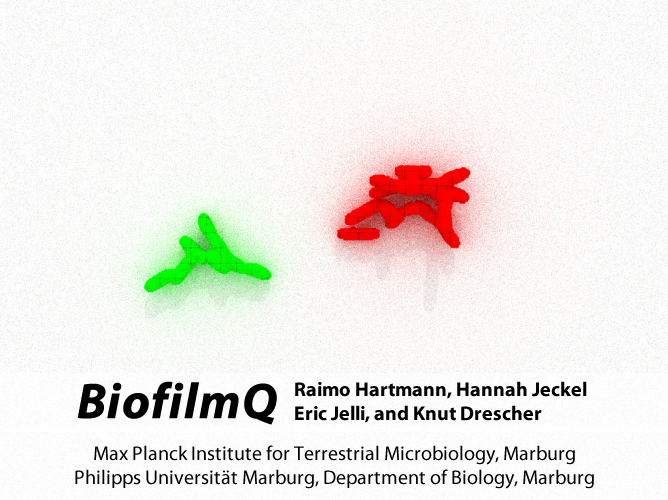 BiofilmQ
Raimo Hartmann, Hannah Jeckel
Eric Jelli, and Knut Drescher
Max Planck Institute for Terrestrial Microbiology, Marburg
Philipps Universität Marburg, Department of Biology, Marburg